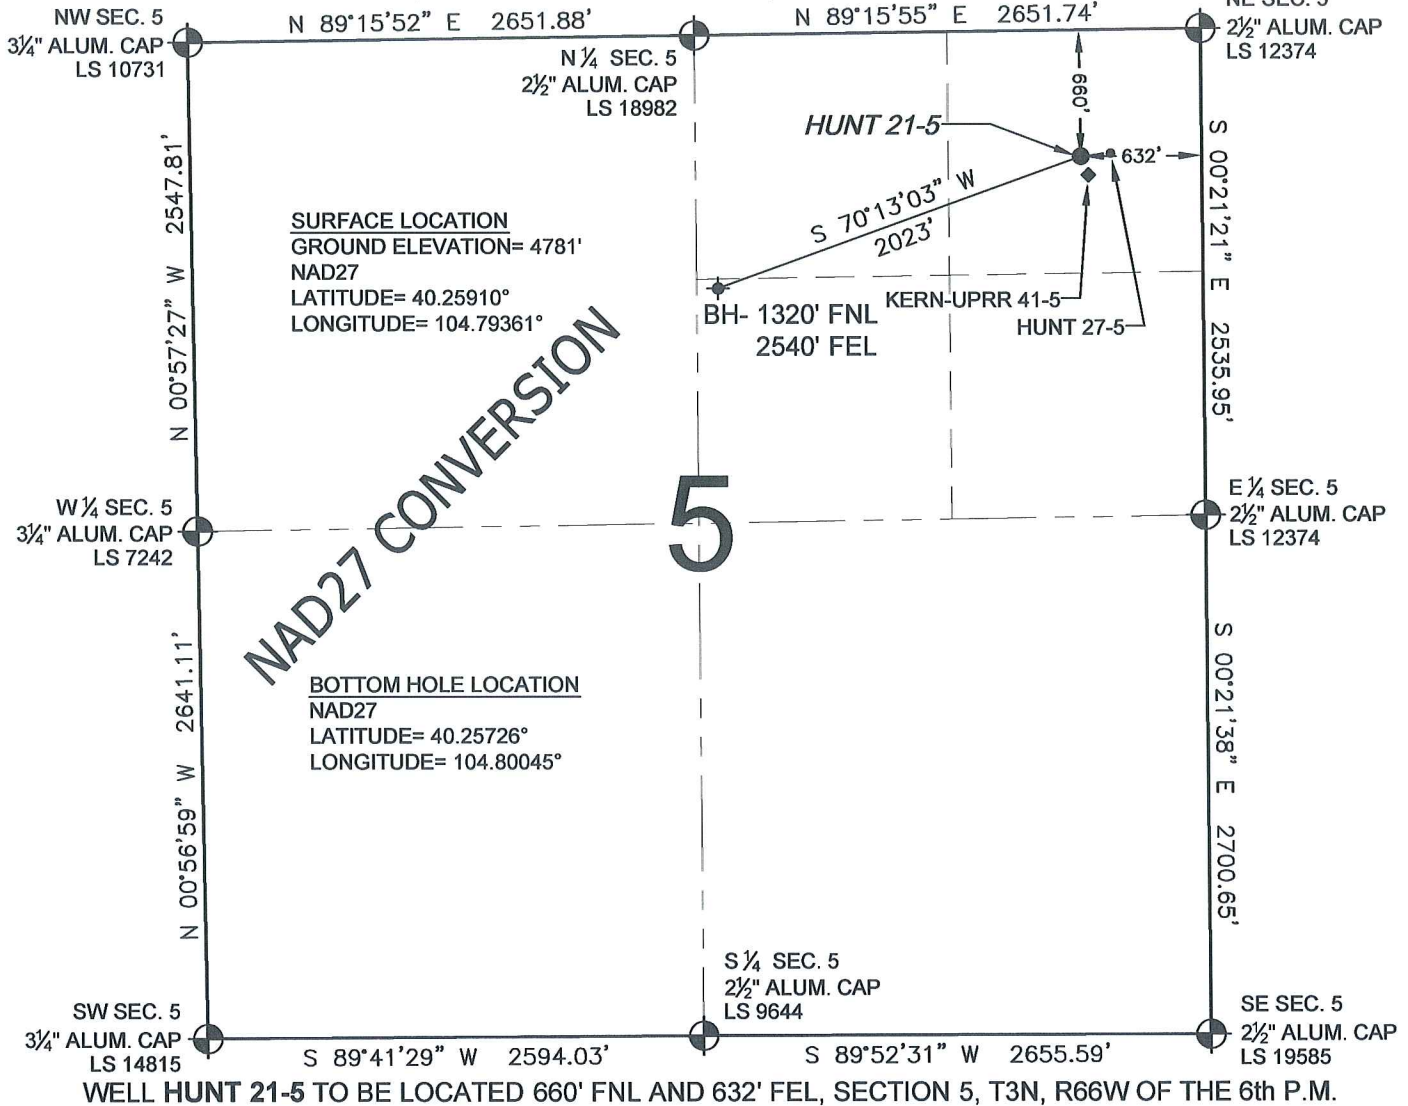 NW SEC. 5
3¼" ALUM. CAP
LS 10731
N 89°15'52" E 2651.88'
N ¼ SEC. 5
2½" ALUM. CAP
LS 18982
N 89°15'55" E 2651.74'
NE SEC. 5
2½" ALUM. CAP
LS 12374
660'
HUNT 21-5
632'
S 70°13'03" W
2023'
KERN-UPRR 41-5
HUNT 27-5
BH- 1320' FNL
2540' FEL
N 00°57'27" W 2547.81'
S 00°21'21" E 2535.95'
SURFACE LOCATION
GROUND ELEVATION= 4781'
NAD27
LATITUDE= 40.25910°
LONGITUDE= 104.79361°
NAD27 CONVERSION
5
W ¼ SEC. 5
3¼" ALUM. CAP
LS 7242
E ¼ SEC. 5
2½" ALUM. CAP
LS 12374
BOTTOM HOLE LOCATION
NAD27
LATITUDE= 40.25726°
LONGITUDE= 104.80045°
N 00°56'59" W 2641.11'
S 00°21'38" E 2700.65'
SW SEC. 5
3¼" ALUM. CAP
LS 14815
S 89°41'29" W 2594.03'
S ¼ SEC. 5
2½" ALUM. CAP
LS 9644
S 89°52'31" W 2655.59'
SE SEC. 5
2½" ALUM. CAP
LS 19585
WELL HUNT 21-5 TO BE LOCATED 660' FNL AND 632' FEL, SECTION 5, T3N, R66W OF THE 6th P.M.